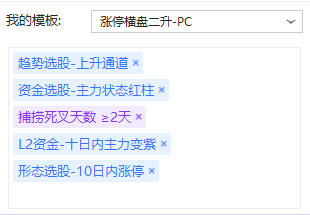 我的模板: 涨停横盘二升-PC
趋势选股-上升通道 ×
资金选股-主力状态红柱 ×
捕捞死叉天数 ≥2天 ×
L2资金-十日内主力变紫 ×
形态选股-10日内涨停 ×